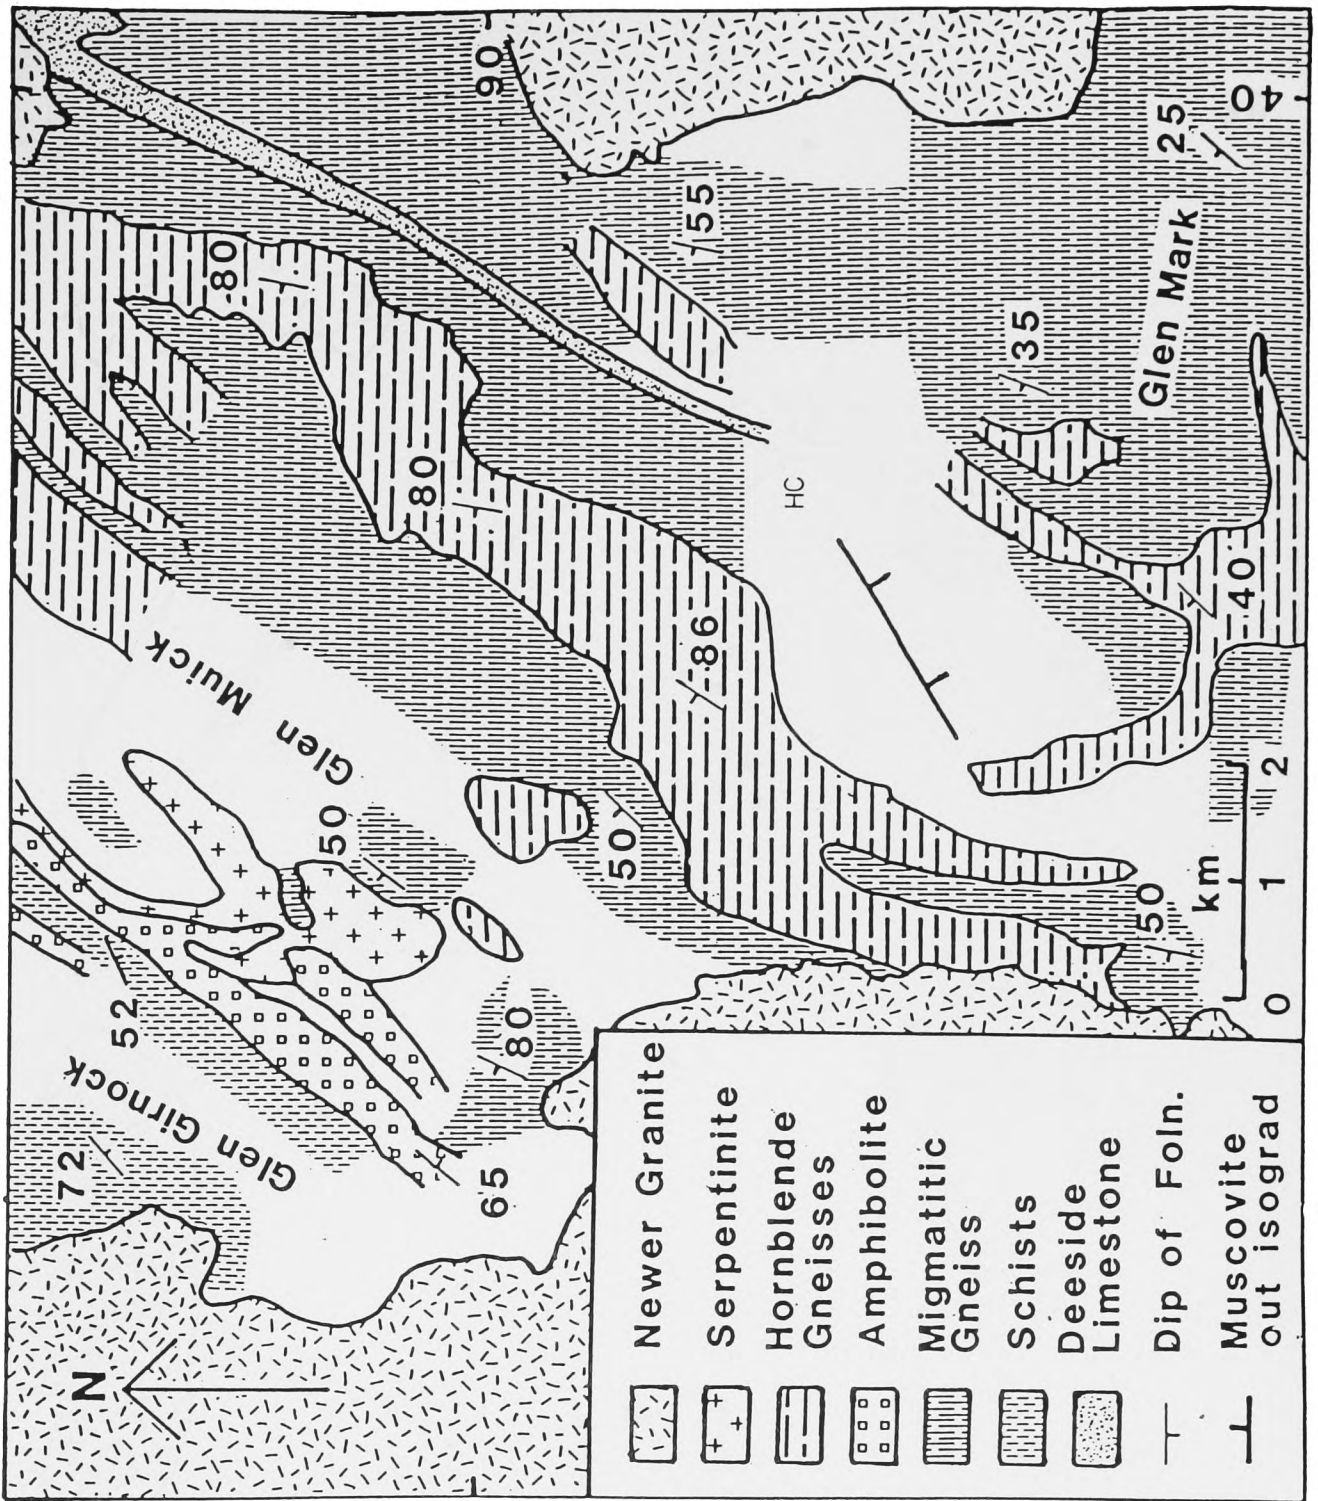 N
72
Glen Girnock
52
65
80
50
Glen Muick
50
80
80
90
86
HC
55
35
25
40
Glen Mark
40
50
km
0 1 2
Newer Granite
Serpentinite
Hornblende
Gneisses
Amphibolite
Migmatitic
Gneiss
Schists
Deeside
Limestone
Dip of Foln.
Muscovite
out isograd